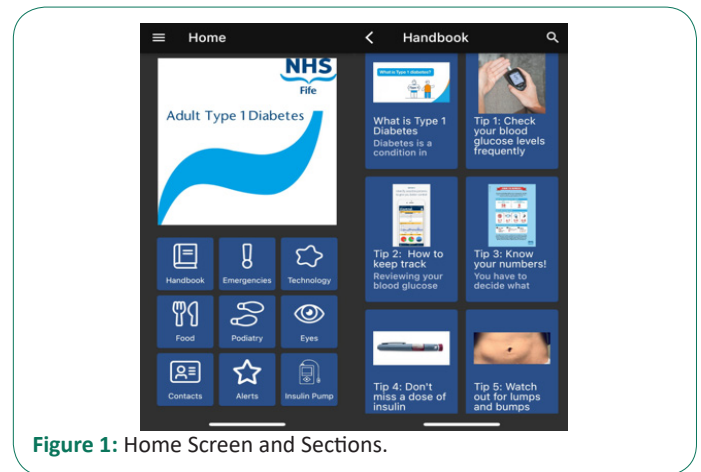 Home
NHS
Fife
Adult Type 1 Diabetes
Handbook
Emergencies
Technology
Food
Podiatry
Eyes
Contacts
Alerts
Insulin Pump
Handbook
What is Type 1 diabetes?
What is Type 1
Diabetes
Diabetes is a
condition in
Tip 1: Check
your blood
glucose levels
frequently
Tip 2: How to
keep track
Reviewing your
blood glucose
Tip 3: Know
your numbers!
You have to
decide what
Tip 4: Don't
miss a dose of
insulin
Tip 5: Watch
out for lumps
and bumps
Figure 1: Home Screen and Sections.